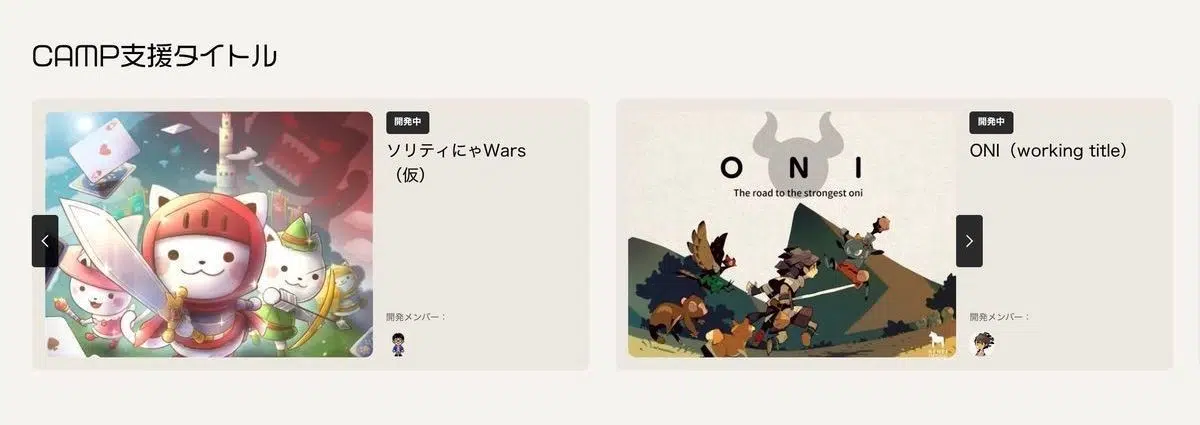 CAMP支援タイトル
開発中
ソリティにゃWars
（仮）
開発メンバー：
開発中
ONI（working title）
O N I
The road to the strongest oni
開発メンバー：